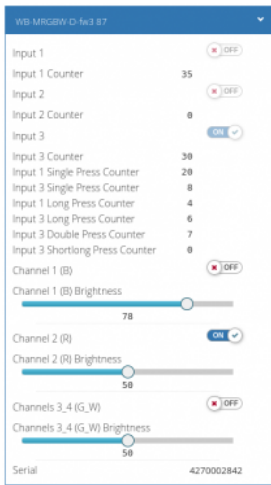 WB-MRGBW-D-fw3 87
Input 1 OFF
Input 1 Counter 35
Input 2 OFF
Input 2 Counter 0
Input 3 ON
Input 3 Counter 30
Input 1 Single Press Counter 20
Input 3 Single Press Counter 8
Input 1 Long Press Counter 4
Input 3 Long Press Counter 6
Input 3 Double Press Counter 7
Input 3 Shortlong Press Counter 0
Channel 1 (B) OFF
Channel 1 (B) Brightness
78
Channel 2 (R) ON
Channel 2 (R) Brightness
50
Channels 3_4 (G_W) OFF
Channels 3_4 (G_W) Brightness
50
Serial 4270002842